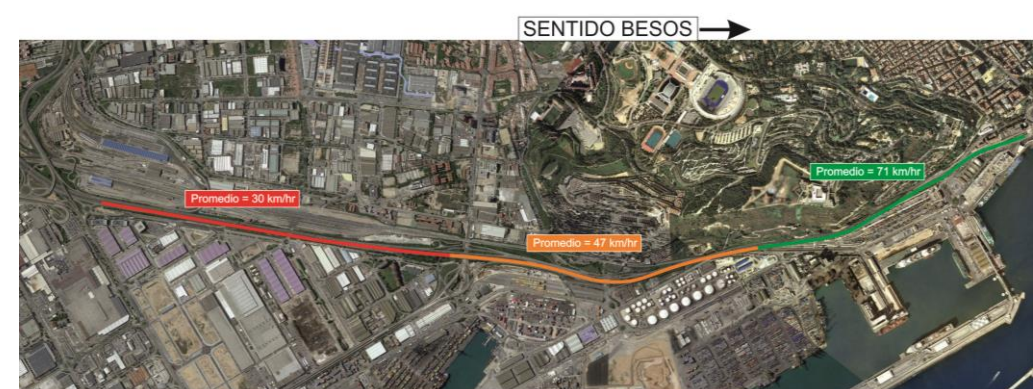 SENTIDO BESOS
Promedio = 71 km/hr
Promedio = 30 km/hr
Promedio = 47 km/hr